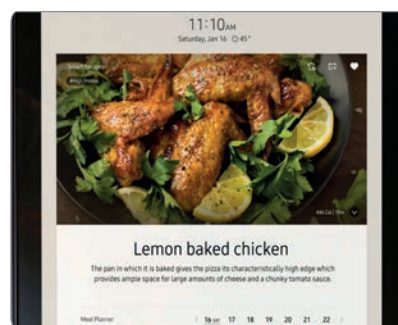 11:10AM
Saturday, Jan 16 45°
Lemon baked chicken
The pan in which it is baked gives the pizza its characteristically high edge which
provides ample space for large amounts of cheese and a chunky tomato sauce.
Meal Planner < 16 SAT 17 18 19 20 21 22 >